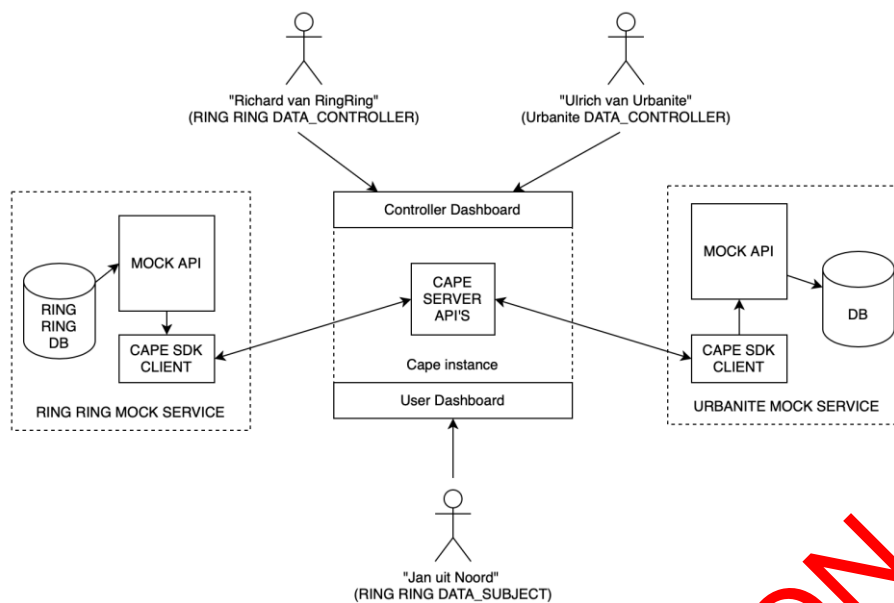 "Richard van RingRing"
(RING RING DATA_CONTROLLER)
"Ulrich van Urbanite"
(Urbanite DATA_CONTROLLER)
Controller Dashboard
MOCK API
RING
RING
DB
CAPE SDK
CLIENT
RING RING MOCK SERVICE
CAPE
SERVER
API'S
Cape instance
User Dashboard
MOCK API
DB
CAPE SDK
CLIENT
URBANITE MOCK SERVICE
"Jan uit Noord"
(RING RING DATA_SUBJECT)
ON